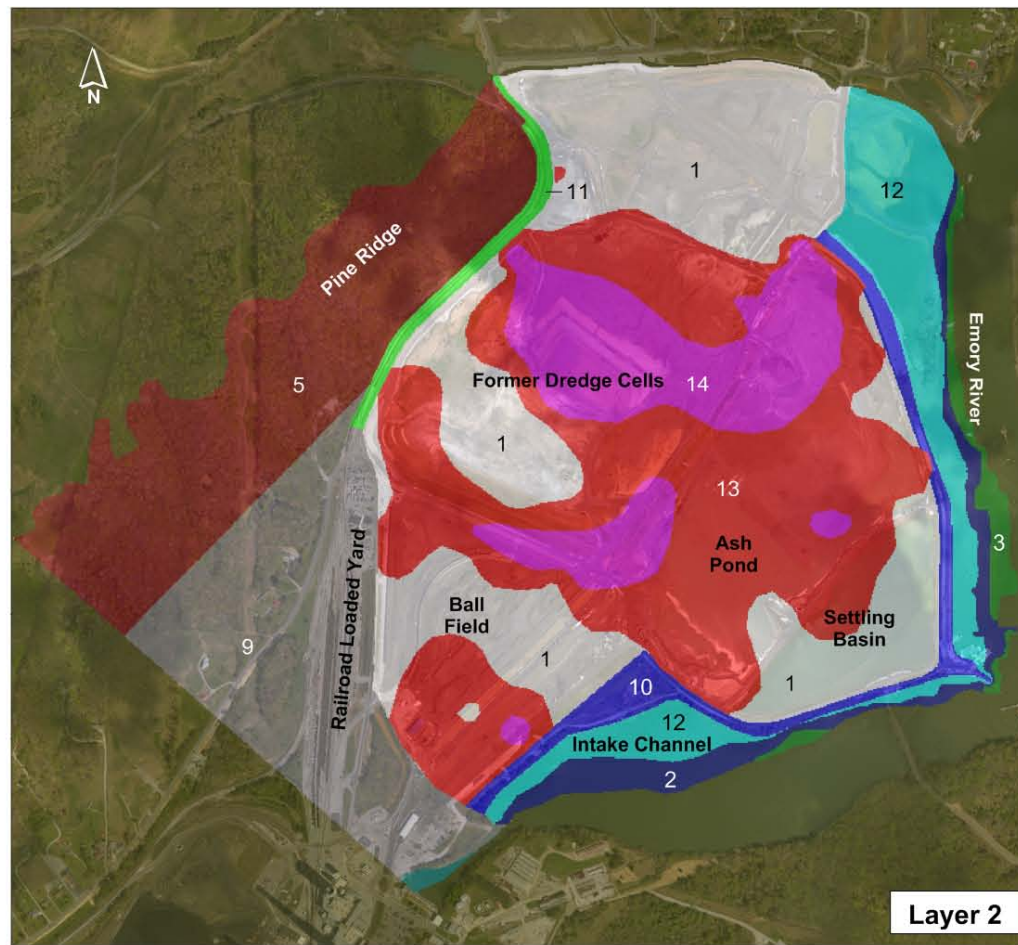 N
1
12
11
Pine Ridge
Emory River
5
Former Dredge Cells
14
1
13
3
Ash
Pond
Ball
Field
Settling
Basin
9
Railroad Loaded Yard
1
10
1
12
Intake Channel
2
Layer 2